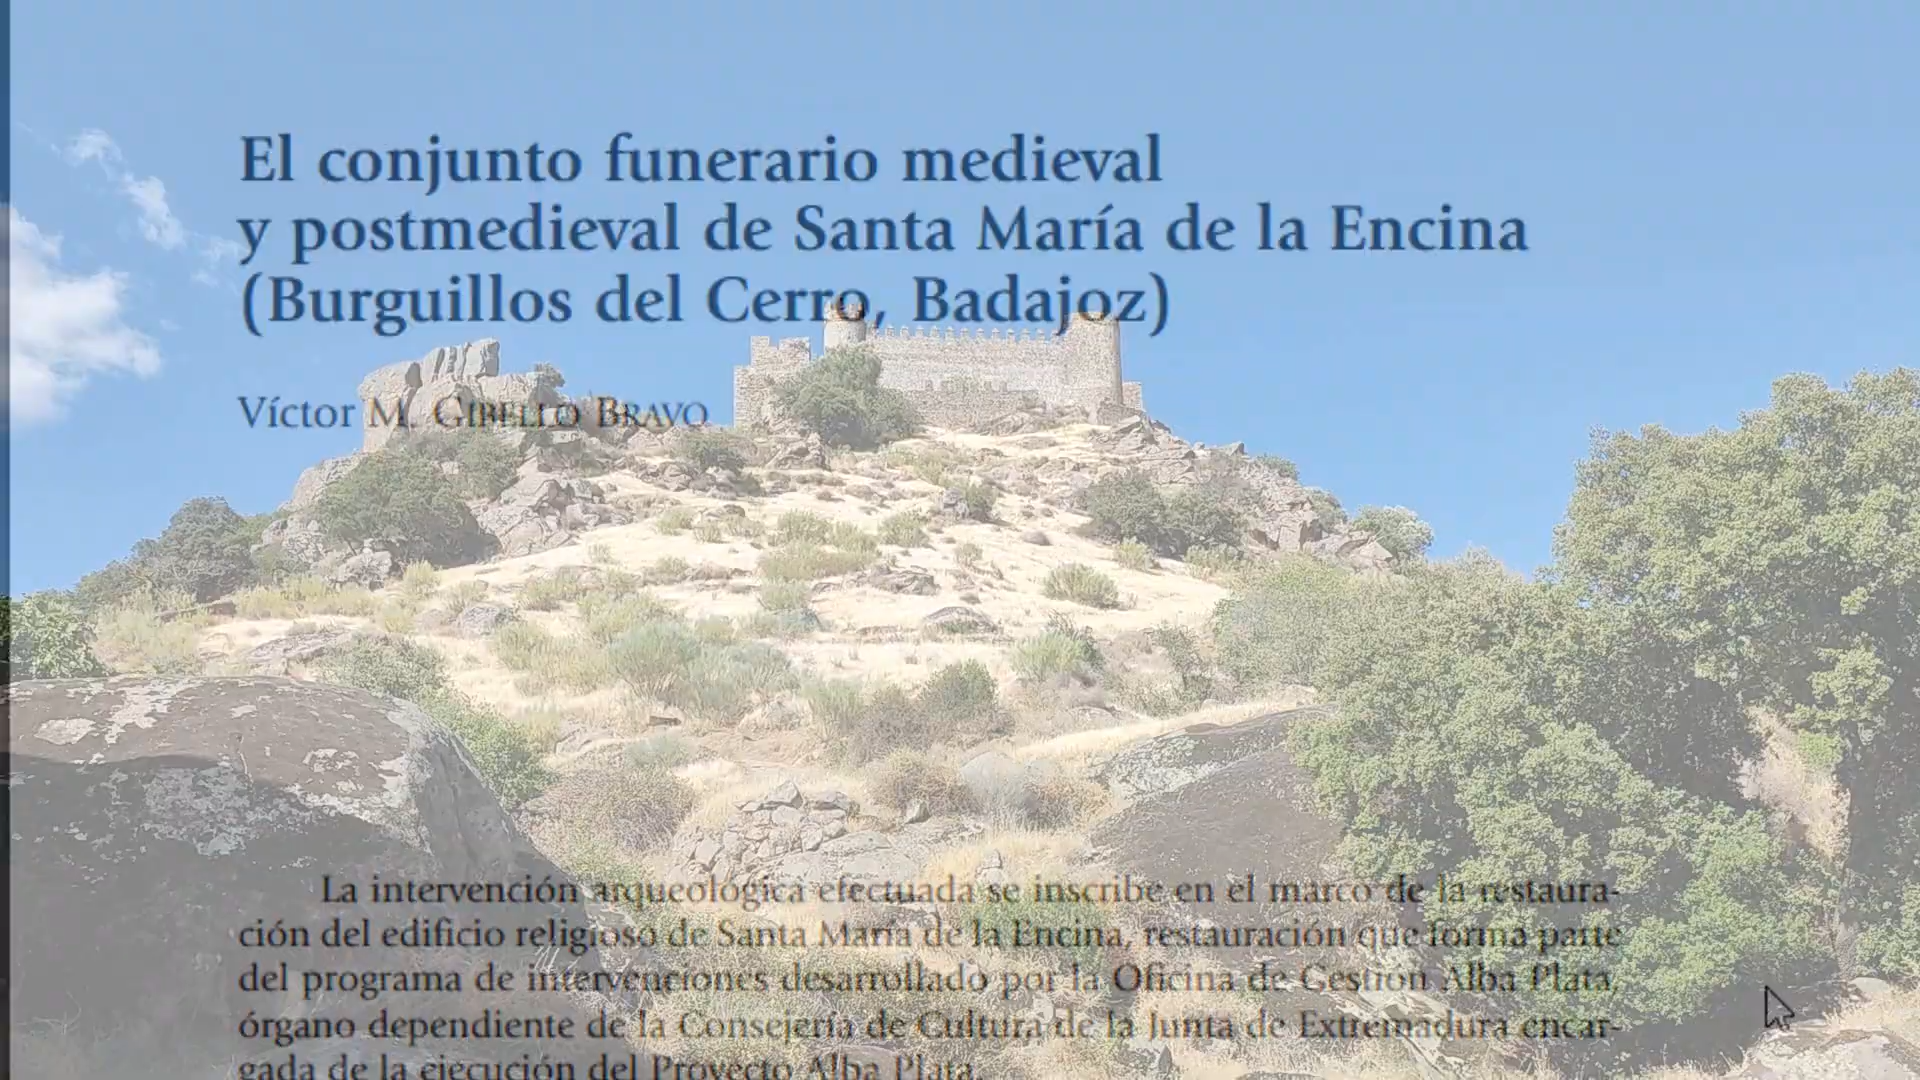 El conjunto funerario medieval
y postmedieval de Santa María de la Encina
(Burguillos del Cerro, Badajoz)
Víctor M. GIBELLO BRAVO
La intervención arqueológica efectuada se inscribe en el marco de la restaura-
ción del edificio religioso de Santa María de la Encina, restauración que forma parte
del programa de intervenciones desarrollado por la Oficina de Gestión Alba Plata,
órgano dependiente de la Consejería de Cultura de la Junta de Extremadura encar-
gada de la ejecución del Proyecto Alba Plata.